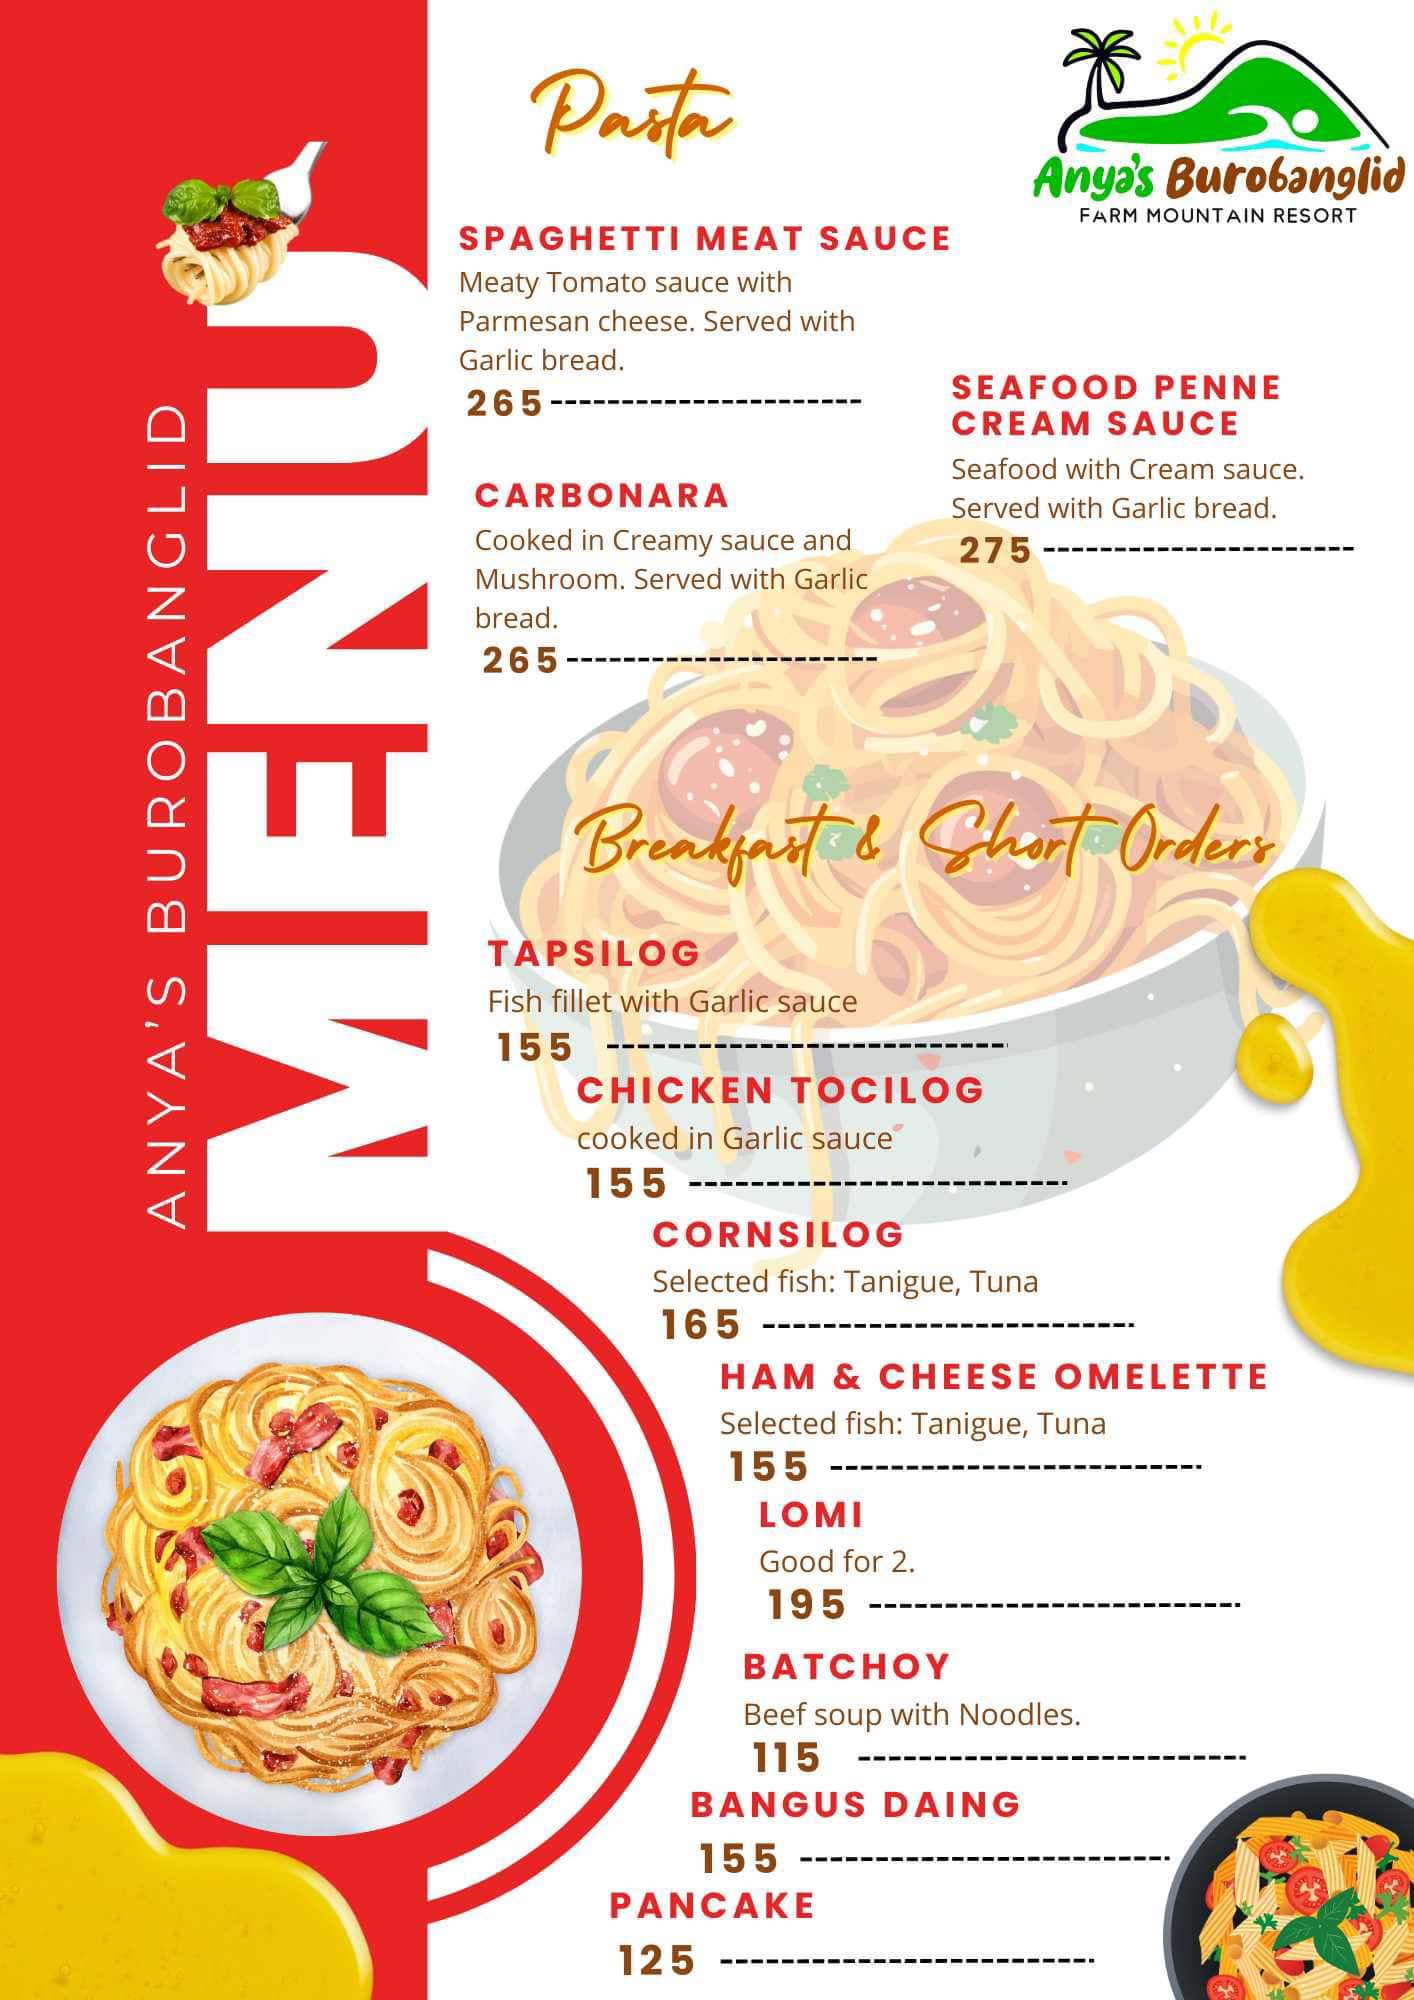 Pasta
Anya's Burobanglid
FARM MOUNTAIN RESORT
MENU
ANYA'S BUROBANGLID
SPAGHETTI MEAT SAUCE
Meaty Tomato sauce with
Parmesan cheese. Served with
Garlic bread.
265
CARBONARA
Cooked in Creamy sauce and
Mushroom. Served with Garlic
bread.
265
SEAFOOD PENNE
CREAM SAUCE
Seafood with Cream sauce.
Served with Garlic bread.
275
Breakfast & Short Orders
TAPSILOG
Fish fillet with Garlic sauce
155
CHICKEN TOCILOG
cooked in Garlic sauce
155
CORNSILOG
Selected fish: Tanigue, Tuna
165
HAM & CHEESE OMELETTE
Selected fish: Tanigue, Tuna
155
LOMI
Good for 2.
195
BATCHOY
Beef soup with Noodles.
115
BANGUS DAING
155
PANCAKE
125